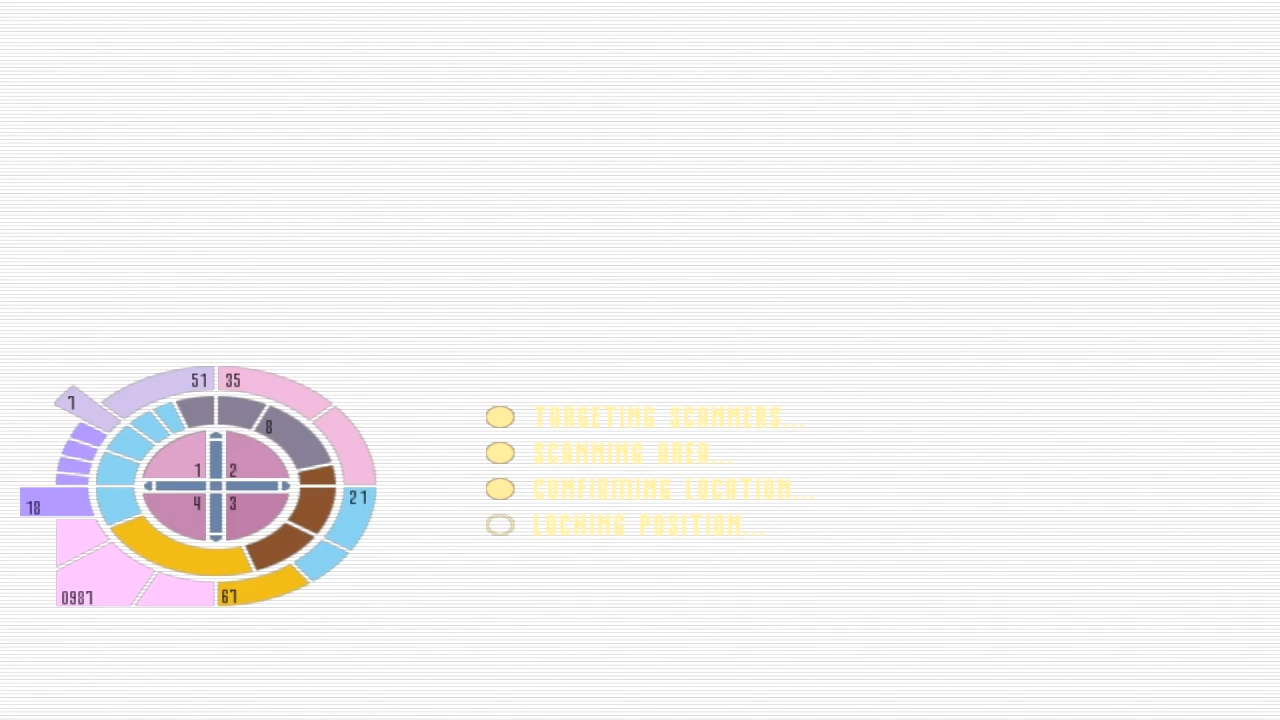 51 35
7
8
1 2
4 3
21
18
0987
67
TARGETING SCANNERS...
SCANNING AREA...
CONFIRMING LOCATION...
LOCKING POSITION...